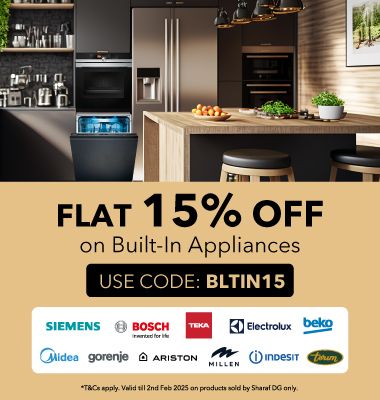 FLAT 15% OFF
on Built-In Appliances
USE CODE: BLTIN15
SIEMENS BOSCH TEKA Electrolux beko
invented for life
Midea gorenje ARISTON MILLEN INDESIT
*T&Cs apply. Valid till 2nd Feb 2025 on products sold by Sharaf DG only.